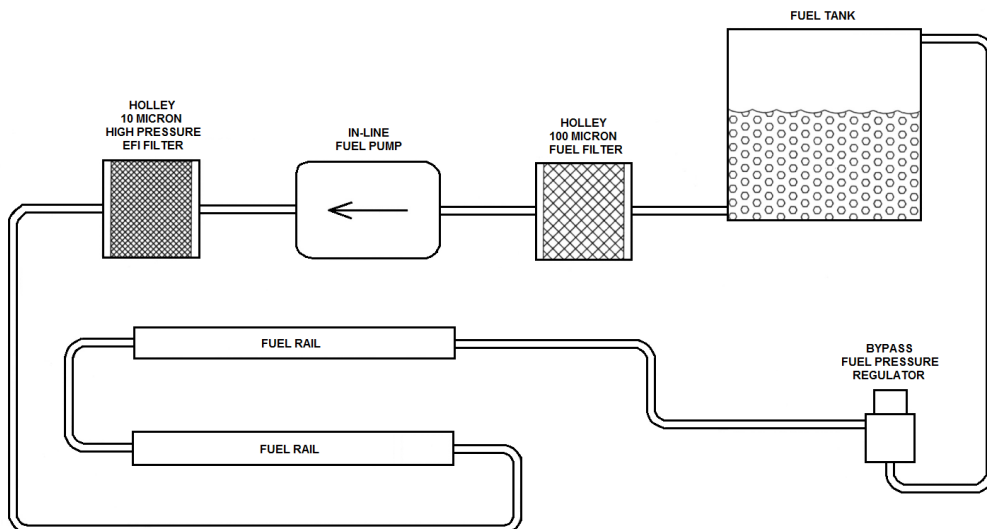 FUEL TANK
HOLLEY
10 MICRON
HIGH PRESSURE
EFI FILTER
IN-LINE
FUEL PUMP
HOLLEY
100 MICRON
FUEL FILTER
FUEL RAIL
BYPASS
FUEL PRESSURE
REGULATOR
FUEL RAIL